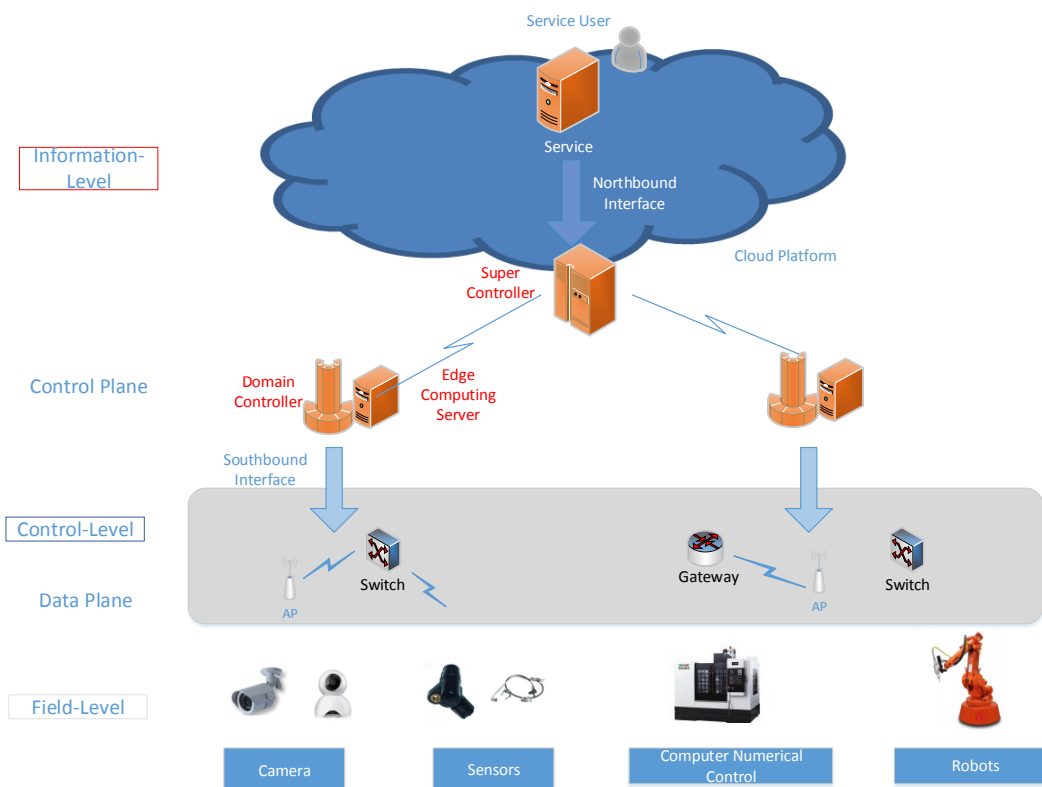 Service User
Service
Information-
Level
Northbound
Interface
Cloud Platform
Super
Controller
Control Plane
Domain
Controller
Edge
Computing
Server
Southbound
Interface
Control-Level
Switch
Gateway
Switch
AP
AP
Data Plane
Field-Level
Camera
Sensors
Computer Numerical
Control
Robots